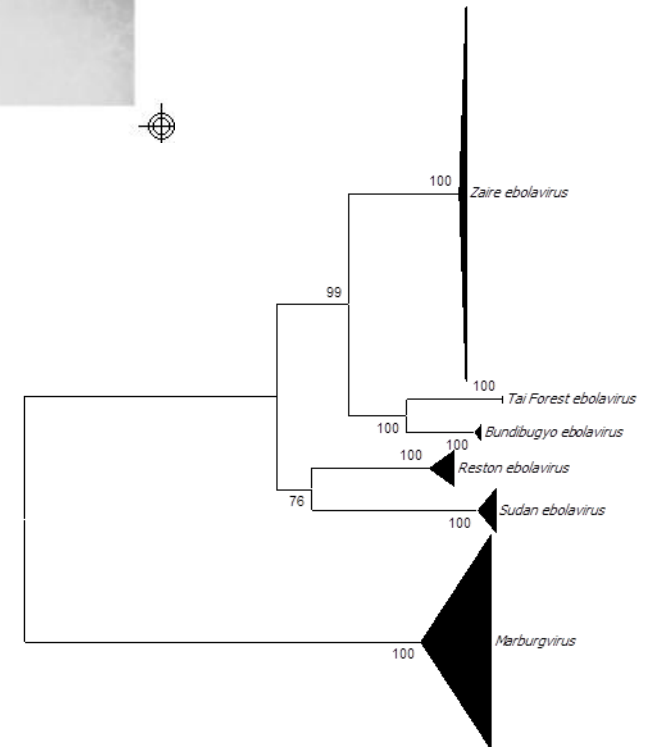 100
Zaire ebolavirus
99
100
Tai Forest ebolavirus
100
Bundibugyo ebolavirus
100
100
Reston ebolavirus
76
Sudan ebolavirus
100
Marburgvirus
100